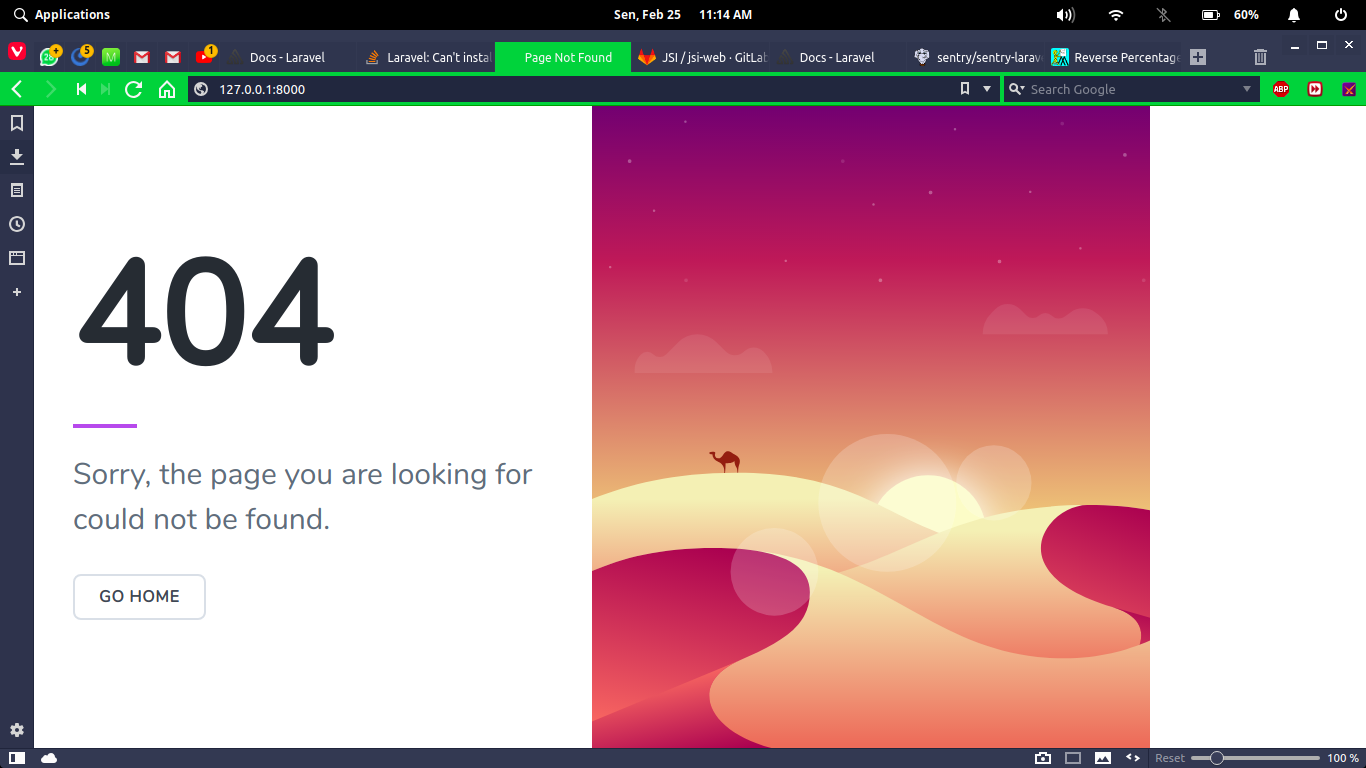 Applications
Sen, Feb 25 11:14 AM
60%
28
+
5
M
1
Docs - Laravel
Laravel: Can't instal
Page Not Found
JSI / jsi-web · GitLab
Docs - Laravel
sentry/sentry-larave
Reverse Percentage
127.0.0.1:8000
Search Google
ABP
404
Sorry, the page you are looking for
could not be found.
GO HOME
Reset
100 %